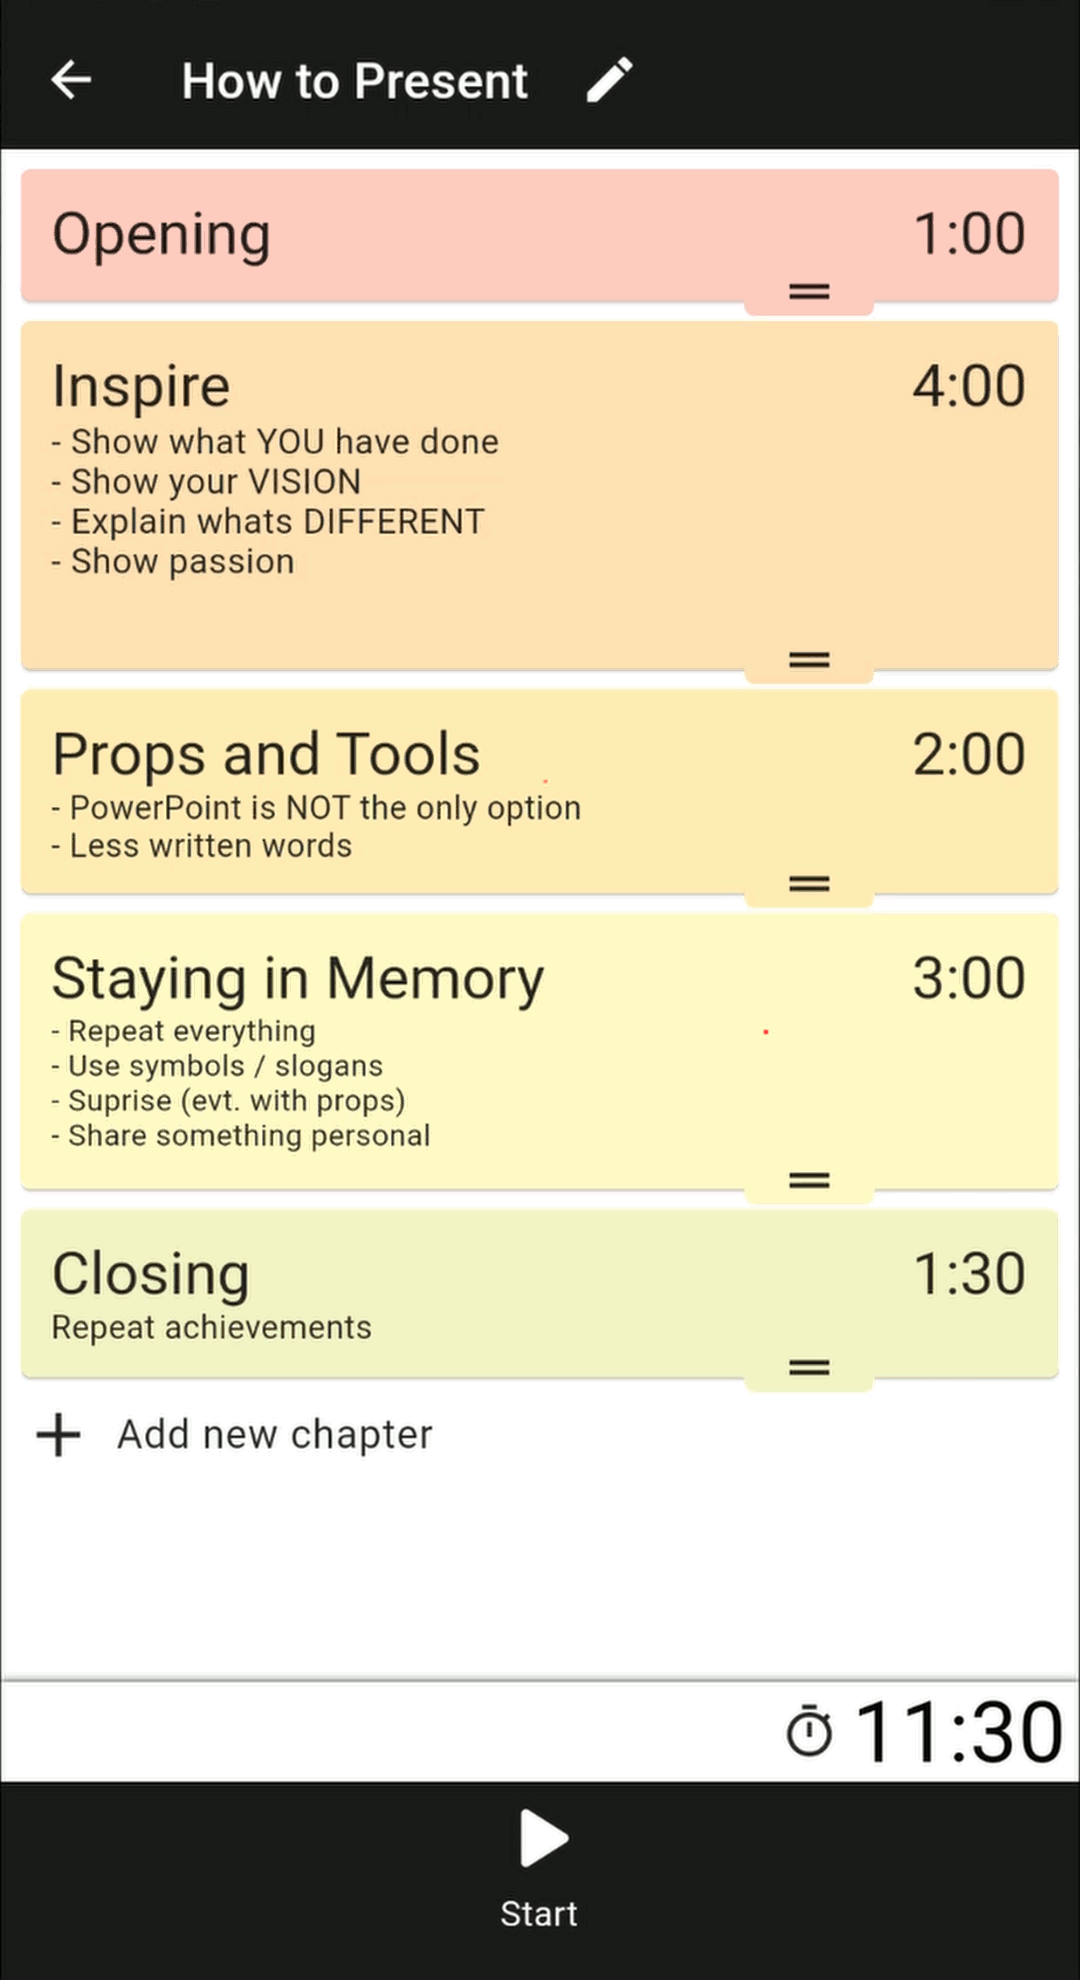 How to Present
Opening 1:00
Inspire 4:00
- Show what YOU have done
- Show your VISION
- Explain whats DIFFERENT
- Show passion
Props and Tools 2:00
- PowerPoint is NOT the only option
- Less written words
Staying in Memory 3:00
- Repeat everything
- Use symbols / slogans
- Suprise (evt. with props)
- Share something personal
Closing 1:30
Repeat achievements
Add new chapter
11:30
Start